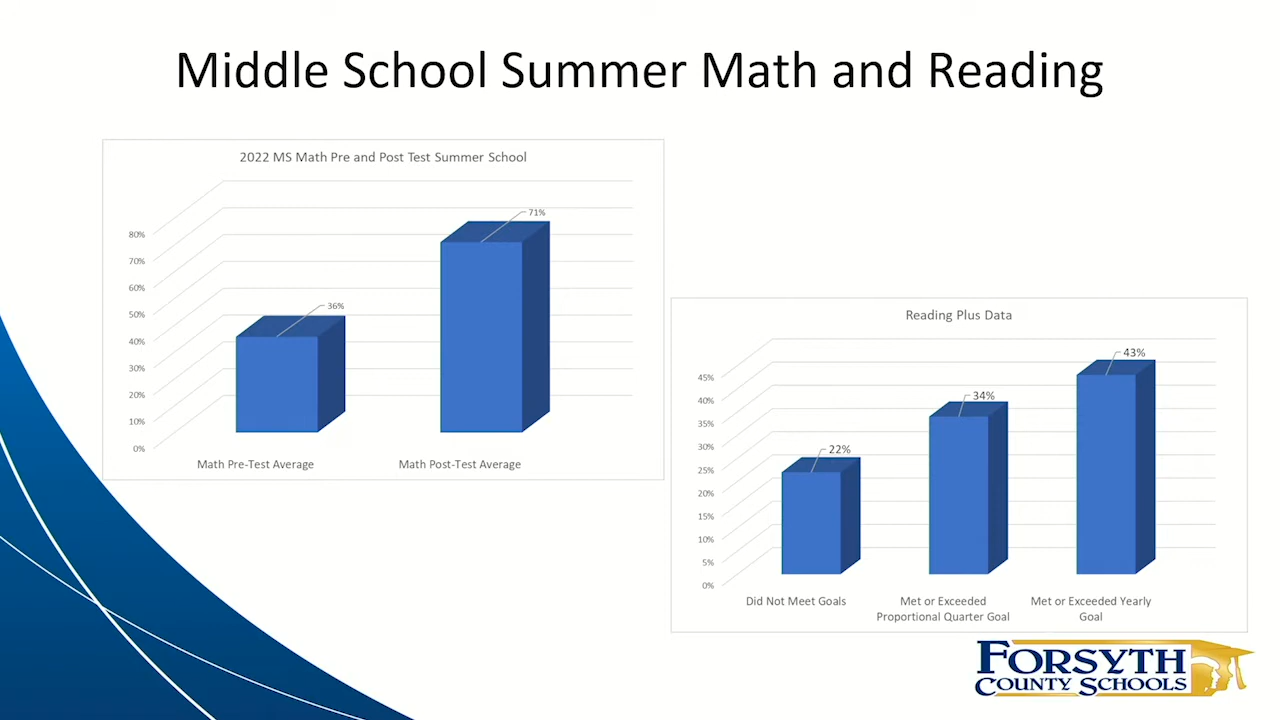 Middle School Summer Math and Reading
2022 MS Math Pre and Post Test Summer School
80%
70%
60%
50%
40%
30%
20%
10%
0%
36%
71%
Math Pre-Test Average
Math Post-Test Average
Reading Plus Data
45%
40%
35%
30%
25%
20%
15%
10%
5%
0%
22%
34%
43%
Did Not Meet Goals
Met or Exceeded
Proportional Quarter Goal
Met or Exceeded Yearly
Goal
FORSYTH
COUNTY SCHOOLS